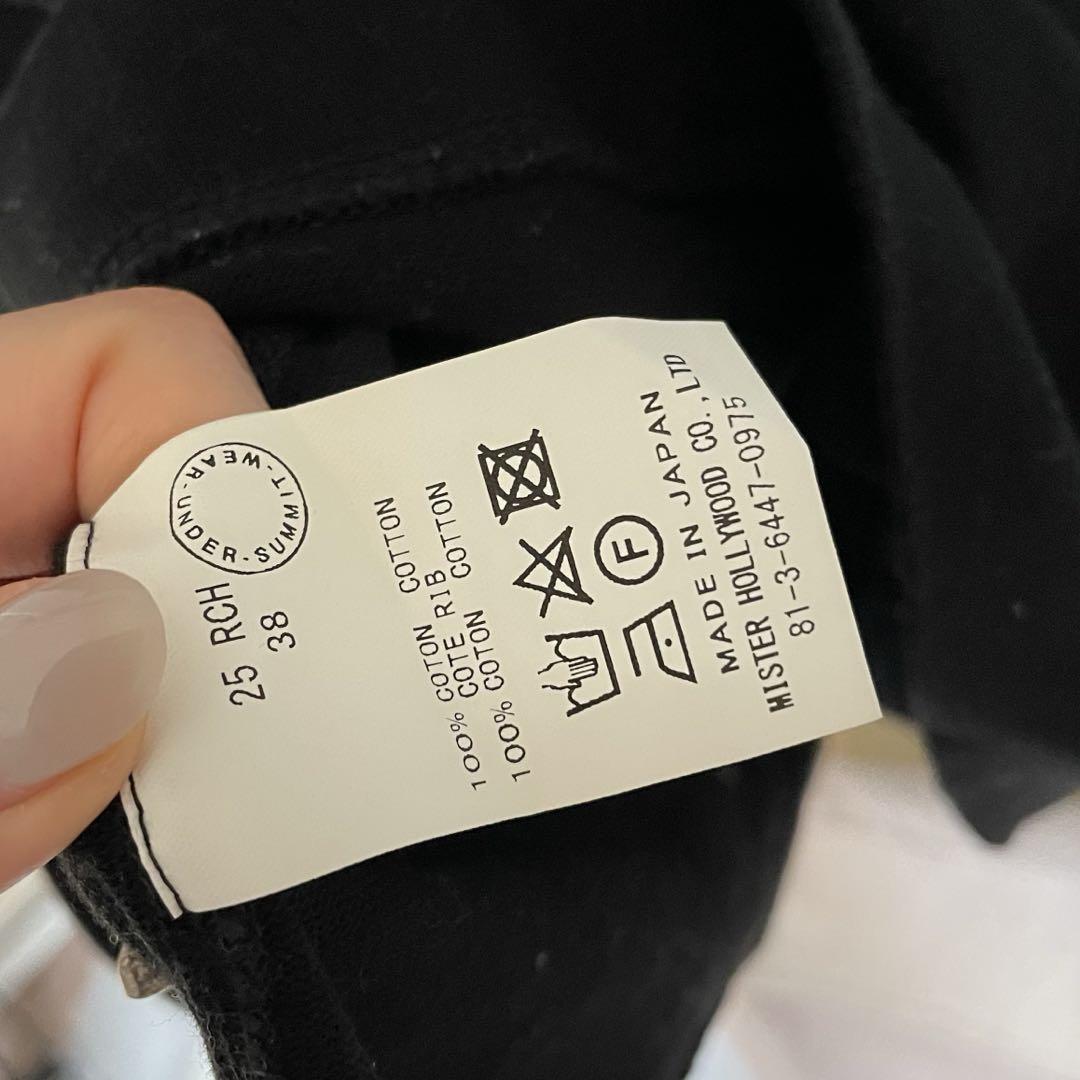 WEAR-UNDER-SUMMIT-
25 RCH
38
100% COTON COTTON
COTE RIB
100% COTON COTTON
F
MADE IN JAPAN
MISTER HOLLYWOOD CO.,LTD
81-3-6447-0975